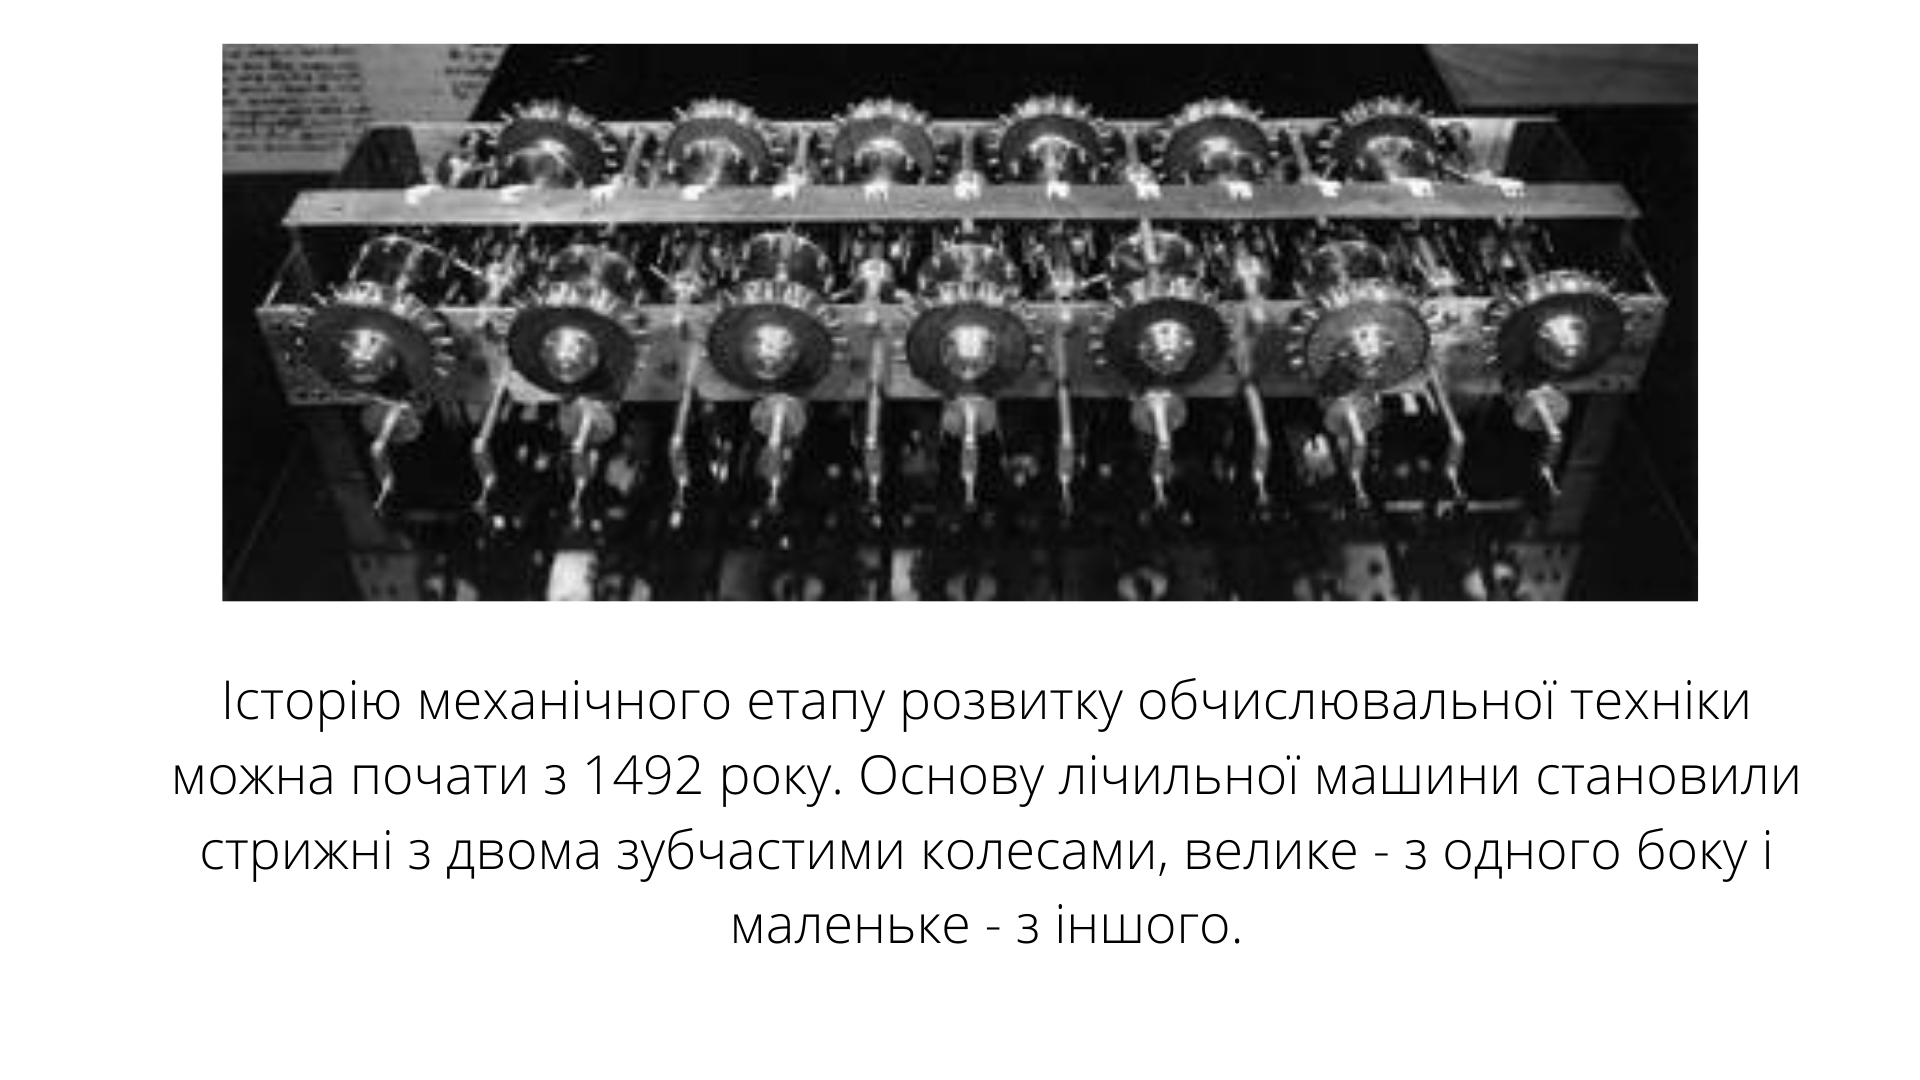 Історію механічного етапу розвитку обчислювальної техніки
можна почати з 1492 року. Основу лічильної машини становили
стрижні з двома зубчастими колесами, велике - з одного боку і
маленьке - з іншого.